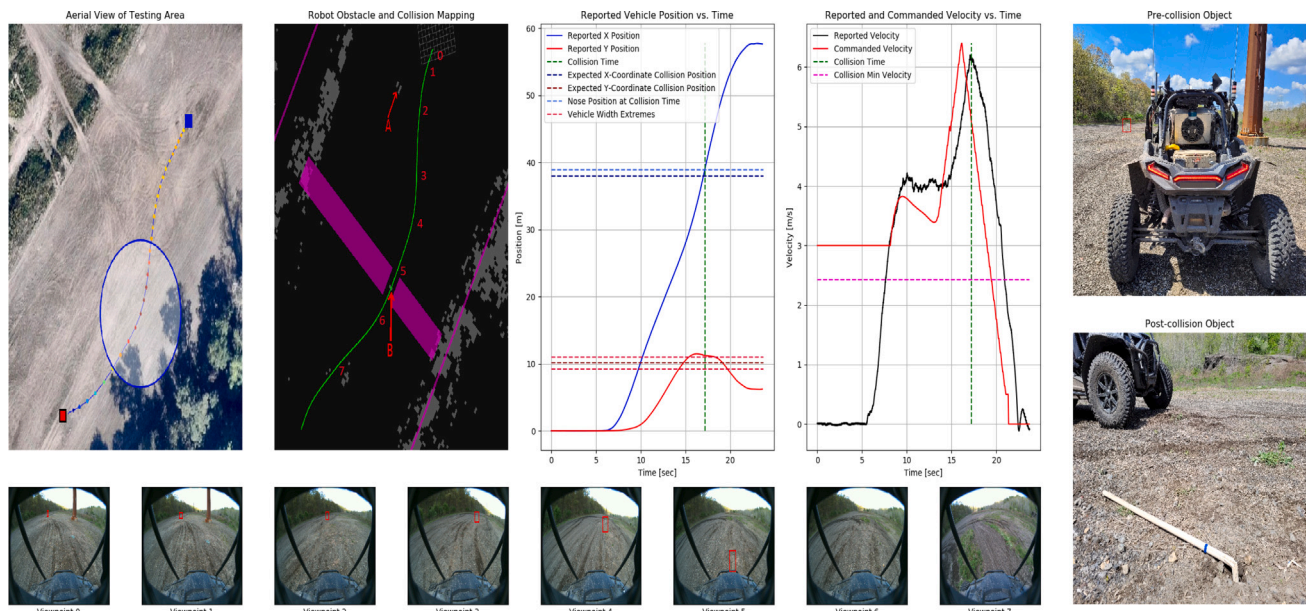 Aerial View of Testing Area
Robot Obstacle and Collision Mapping
Reported Vehicle Position vs. Time
Reported and Commanded Velocity vs. Time
Pre-collision Object
0
1
2
A
3
4
5
6
B
7
60
50
40
30
20
10
0
Position [m]
Reported X Position
Reported Y Position
Collision Time
Expected X-Coordinate Collision Position
Expected Y-Coordinate Collision Position
Nose Position at Collision Time
Vehicle Width Extremes
0 5 10 15 20
Time [sec]
6
5
4
3
2
1
0
Velocity [m/s]
Reported Velocity
Commanded Velocity
Collision Time
Collision Min Velocity
0 5 10 15 20
Time [sec]
Post-collision Object
Viewpoint 0
Viewpoint 1
Viewpoint 2
Viewpoint 3
Viewpoint 4
Viewpoint 5
Viewpoint 6
Viewpoint 7